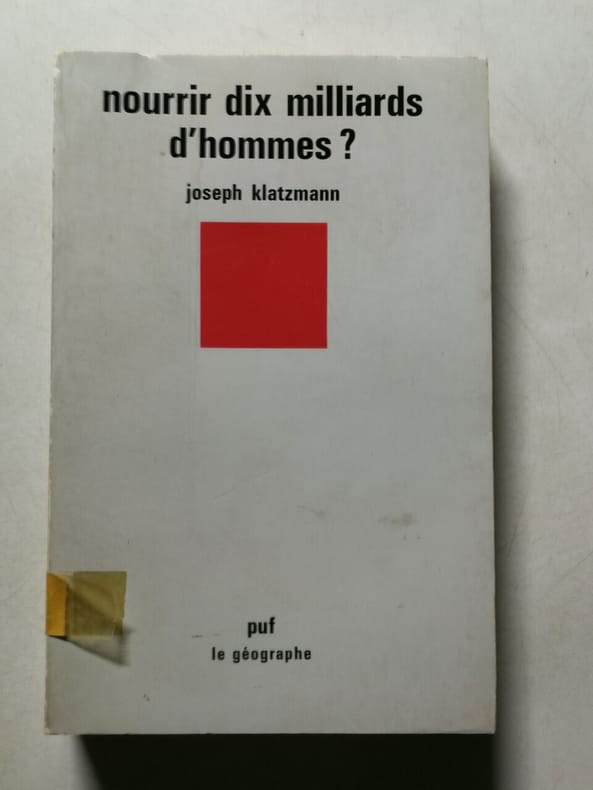 nourrir dix milliards
d'hommes ?
joseph klatzmann
puf
le géographe